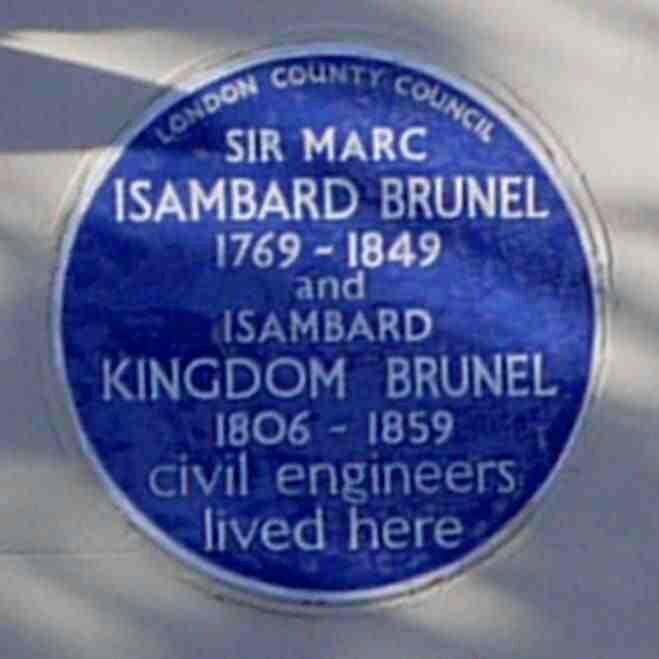 LONDON COUNTY COUNCIL
SIR MARC
ISAMBARD BRUNEL
1769 - 1849
and
ISAMBARD
KINGDOM BRUNEL
1806 - 1859
civil engineers
lived here